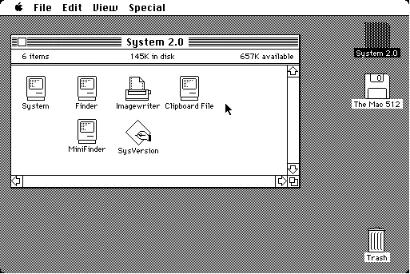 File Edit View Special
System 2.0
6 items 145K in disk 657K available
System Finder Imagewriter Clipboard File
MiniFinder SysVersion
System 2.0
The Mac 512
Trash